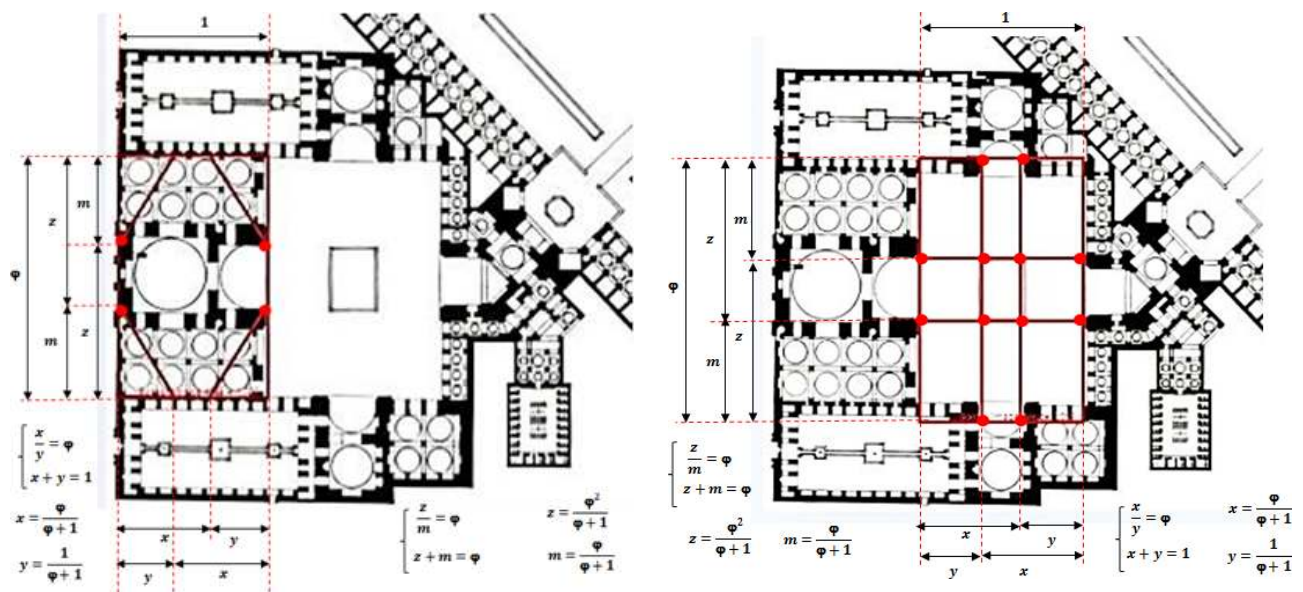 1
φ
z
m
m
z
x/y = φ
x + y = 1
x = φ/(φ + 1)
y = 1/(φ + 1)
x
y
y
x
z/m = φ
z + m = φ
z = φ²/(φ + 1)
m = φ/(φ + 1)
1
φ
z
m
m
z
z/m = φ
z + m = φ
z = φ²/(φ + 1)
m = φ/(φ + 1)
x
y
y
x
x/y = φ
x + y = 1
x = φ/(φ + 1)
y = 1/(φ + 1)